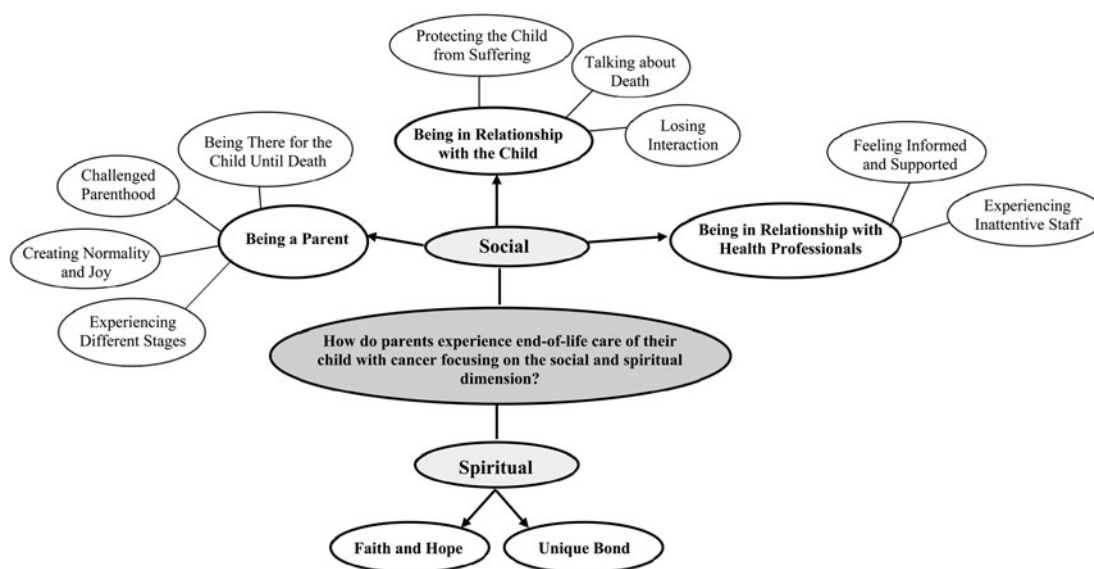 Protecting the Child
from Suffering
Talking about
Death
Being in Relationship
with the Child
Losing
Interaction
Being There for the
Child Until Death
Challenged
Parenthood
Being a Parent
Creating Normality
and Joy
Experiencing
Different Stages
Social
Feeling Informed
and Supported
Experiencing
Inattentive Staff
Being in Relationship with
Health Professionals
How do parents experience end-of-life care of their
child with cancer focusing on the social and spiritual
dimension?
Spiritual
Faith and Hope
Unique Bond